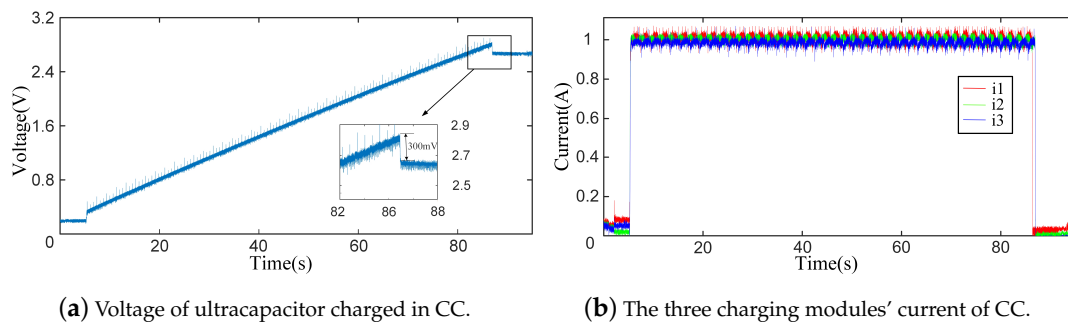 3.2
2.6
1.6
0.8
0
Voltage(V)
20
40
60
80
Time(s)
300mV
2.9
2.7
2.5
82
84
86
88
(a) Voltage of ultracapacitor charged in CC.
1
0.8
0.6
0.4
0.2
0
Current(A)
i1
i2
i3
20
40
60
80
Time(s)
(b) The three charging modules' current of CC.